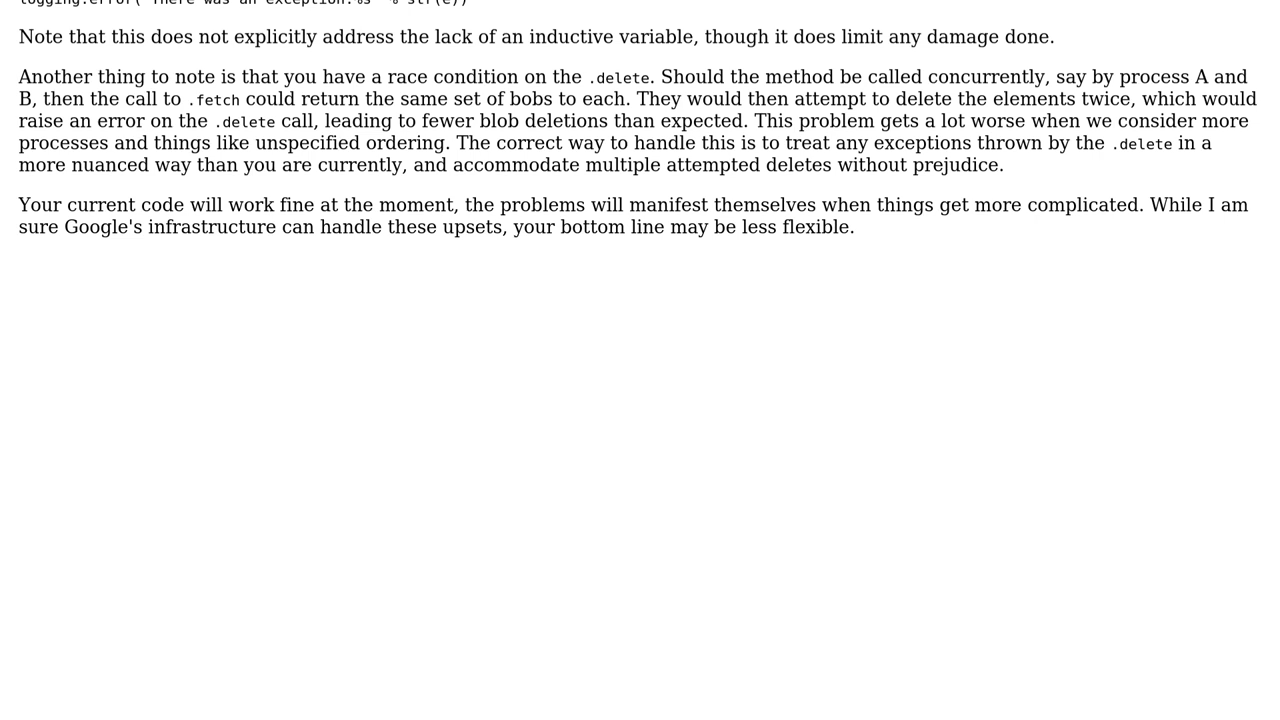 logging.error('There was an exception:%s' % str(e))
Note that this does not explicitly address the lack of an inductive variable, though it does limit any damage done.
Another thing to note is that you have a race condition on the .delete. Should the method be called concurrently, say by process A and
B, then the call to .fetch could return the same set of bobs to each. They would then attempt to delete the elements twice, which would
raise an error on the .delete call, leading to fewer blob deletions than expected. This problem gets a lot worse when we consider more
processes and things like unspecified ordering. The correct way to handle this is to treat any exceptions thrown by the .delete in a
more nuanced way than you are currently, and accommodate multiple attempted deletes without prejudice.
Your current code will work fine at the moment, the problems will manifest themselves when things get more complicated. While I am
sure Google's infrastructure can handle these upsets, your bottom line may be less flexible.